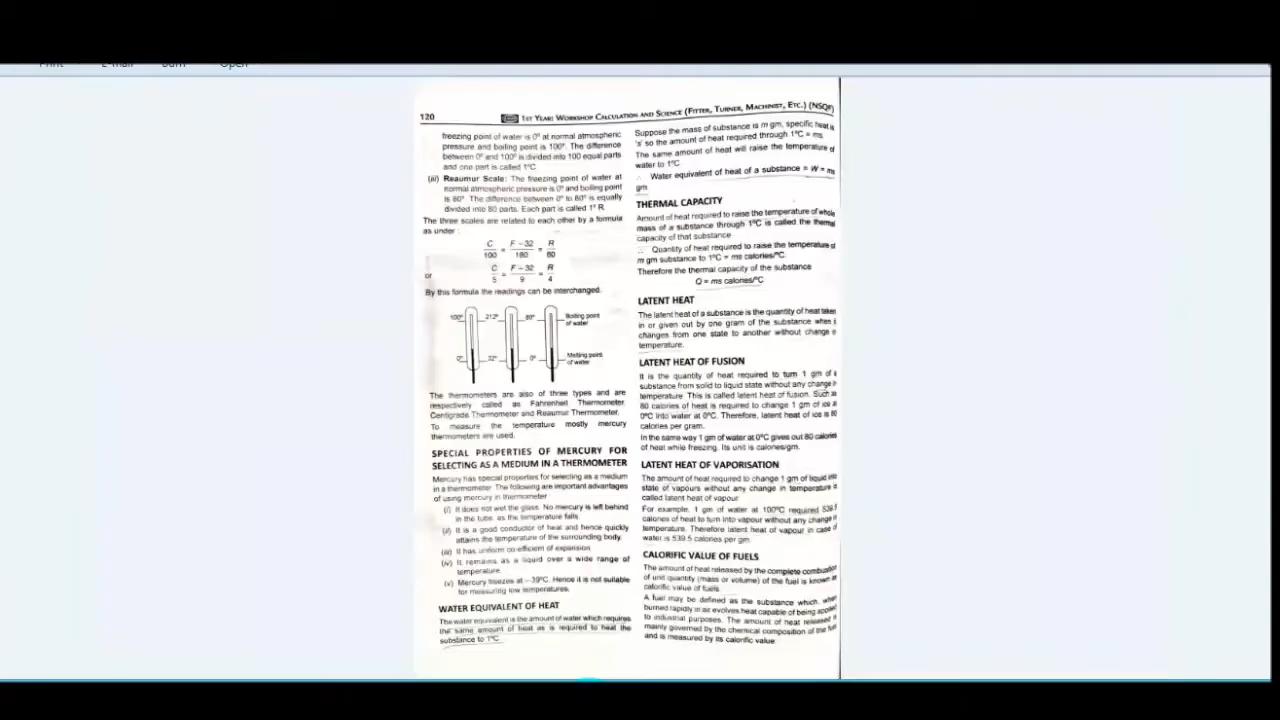 Print E-mail Burn Open
120 1ST YEAR: WORKSHOP CALCULATION AND SCIENCE (FITTER, TURNER, MACHINIST, ETC.) (NSQF)
freezing point of water is 0° at normal atmospheric
pressure and boiling point is 100°. The difference
between 0° and 100° is divided into 100 equal parts
and one part is called 1°C
(iii) Reaumur Scale: The freezing point of water at
normal atmospheric pressure is 0° and boiling point
is 80°. The difference between 0° to 80° is equally
divided into 80 parts. Each part is called 1° R.
The three scales are related to each other by a formula
as under :
C/100 = F – 32/180 = R/80
or C/5 = F – 32/9 = R/4
By this formula the readings can be interchanged.
100° 212° 80° Boiling point
of water
0° 32° 0° Melting point
of water
The thermometers are also of three types and are
respectively called as Fahrenheit Thermometer,
Centigrade Thermometer and Reaumur Thermometer.
To measure the temperature mostly mercury
thermometers are used.
SPECIAL PROPERTIES OF MERCURY FOR
SELECTING AS A MEDIUM IN A THERMOMETER
Mercury has special properties for selecting as a medium
in a thermometer. The following are important advantages
of using mercury in thermometer
(i) It does not wet the glass. No mercury is left behind
in the tube, as the temperature falls.
(ii) It is a good conductor of heat and hence quickly
attains the temperature of the surrounding body.
(iii) It has uniform co-efficient of expansion
(iv) It remains as a liquid over a wide range of
temperature.
(v) Mercury freezes at –39°C. Hence it is not suitable
for measuring low temperatures.
WATER EQUIVALENT OF HEAT
The water equivalent is the amount of water which requires
the same amount of heat as is required to heat the
substance to 1°C
Suppose the mass of substance is m gm, specific heat is
's' so the amount of heat required through 1°C = ms
The same amount of heat will raise the temperature of
water to 1°C
∴ Water equivalent of heat of a substance = W = ms
gm
THERMAL CAPACITY
Amount of heat required to raise the temperature of whole
mass of a substance through 1°C is called the thermal
capacity of that substance
∴ Quantity of heat required to raise the temperature of
m gm substance to 1°C = ms calories/°C.
Therefore the thermal capacity of the substance
Q = ms calories/°C
LATENT HEAT
The latent heat of a substance is the quantity of heat taken
in or given out by one gram of the substance when it
changes from one state to another without change of
temperature.
LATENT HEAT OF FUSION
It is the quantity of heat required to turn 1 gm of a
substance from solid to liquid state without any change in
temperature This is called latent heat of fusion. Such as
80 calories of heat is required to change 1 gm of ice at
0°C into water at 0°C. Therefore, latent heat of ice is 80
calories per gram.
In the same way 1 gm of water at 0°C gives out 80 calories
of heat while freezing. Its unit is calories/gm.
LATENT HEAT OF VAPORISATION
The amount of heat required to change 1 gm of liquid into
state of vapours without any change in temperature is
called latent heat of vapour
For example, 1 gm of water at 100°C required 539.5
calories of heat to turn into vapour without any change in
temperature. Therefore latent heat of vapour in case of
water is 539.5 calories per gm.
CALORIFIC VALUE OF FUELS
The amount of heat released by the complete combustion
of unit quantity (mass or volume) of the fuel is known as
calorific value of fuels.
A fuel may be defined as the substance which, when
burned rapidly in air evolves heat capable of being applied
to industrial purposes. The amount of heat released is
mainly governed by the chemical composition of the fuel
and is measured by its calorific value